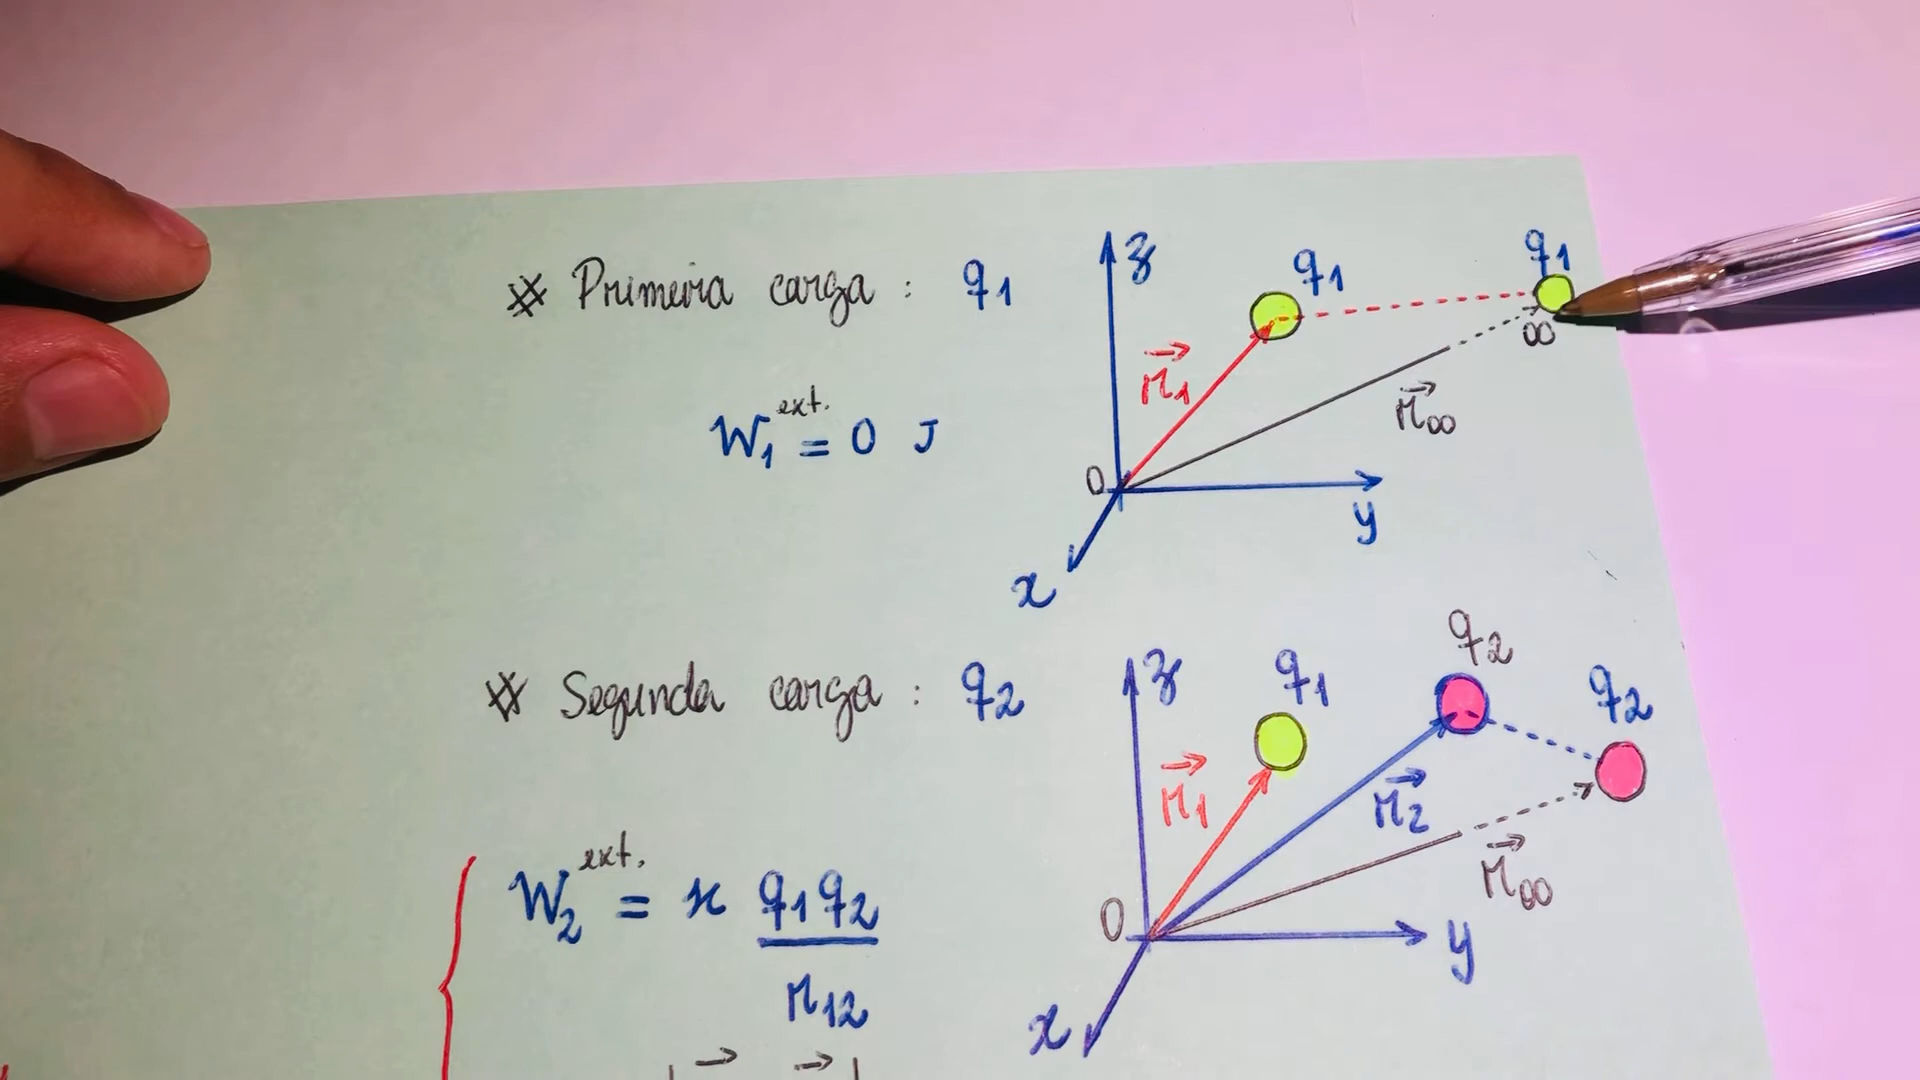 ※ Primeira carga : q1
W1 ext. = 0 J
z
q1
q1
∞
r⃗1
r⃗∞
0
y
x
※ Segunda carga : q2
W2 ext. = κ q1q2
r12
z
q1
q2
q2
r⃗1
r⃗2
r⃗∞
0
y
x